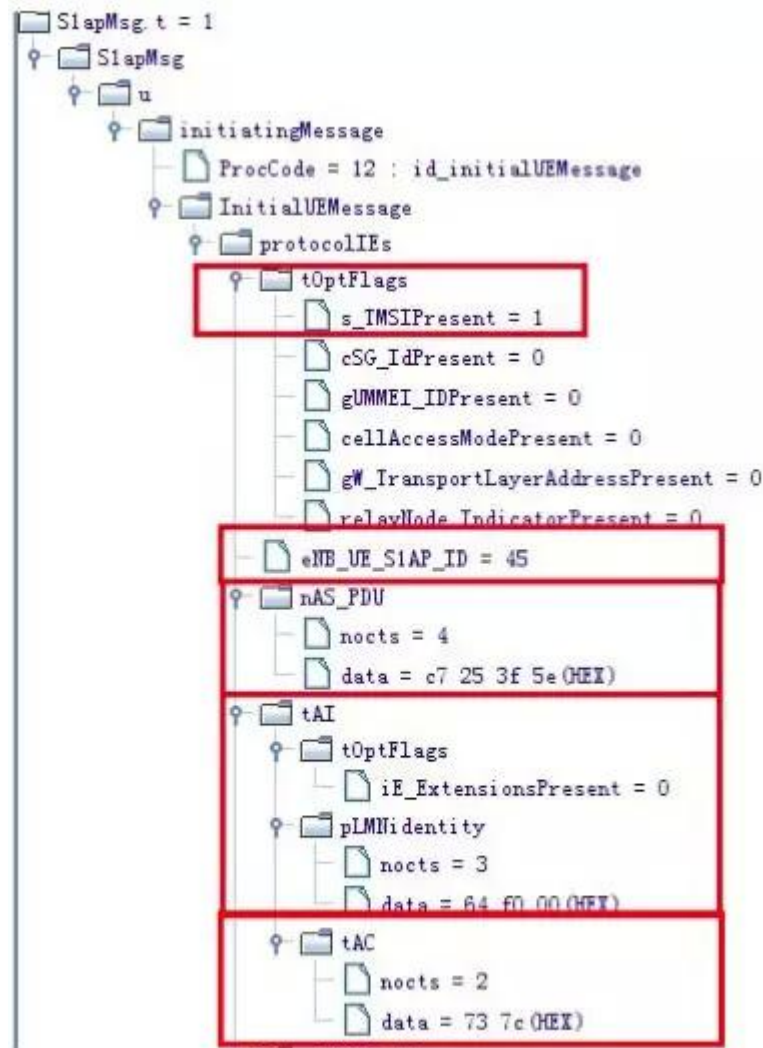 S1apMsg.t = 1
S1apMsg
u
initiatingMessage
ProcCode = 12 : id_initialUEMessage
InitialUEMessage
protocolIEs
tOptFlags
s_TMSIPresent = 1
cSG_IdPresent = 0
gUMMEI_IDPresent = 0
cellAccessModePresent = 0
gW_TransportLayerAddressPresent = 0
relayNode_IndicatorPresent = 0
eNB_UE_S1AP_ID = 45
nAS_PDU
nocts = 4
data = c7 25 3f 5e(HEX)
tAI
tOptFlags
iE_ExtensionsPresent = 0
pLMNidentity
nocts = 3
data = 64 f0 00(HEX)
tAC
nocts = 2
data = 73 7c(HEX)